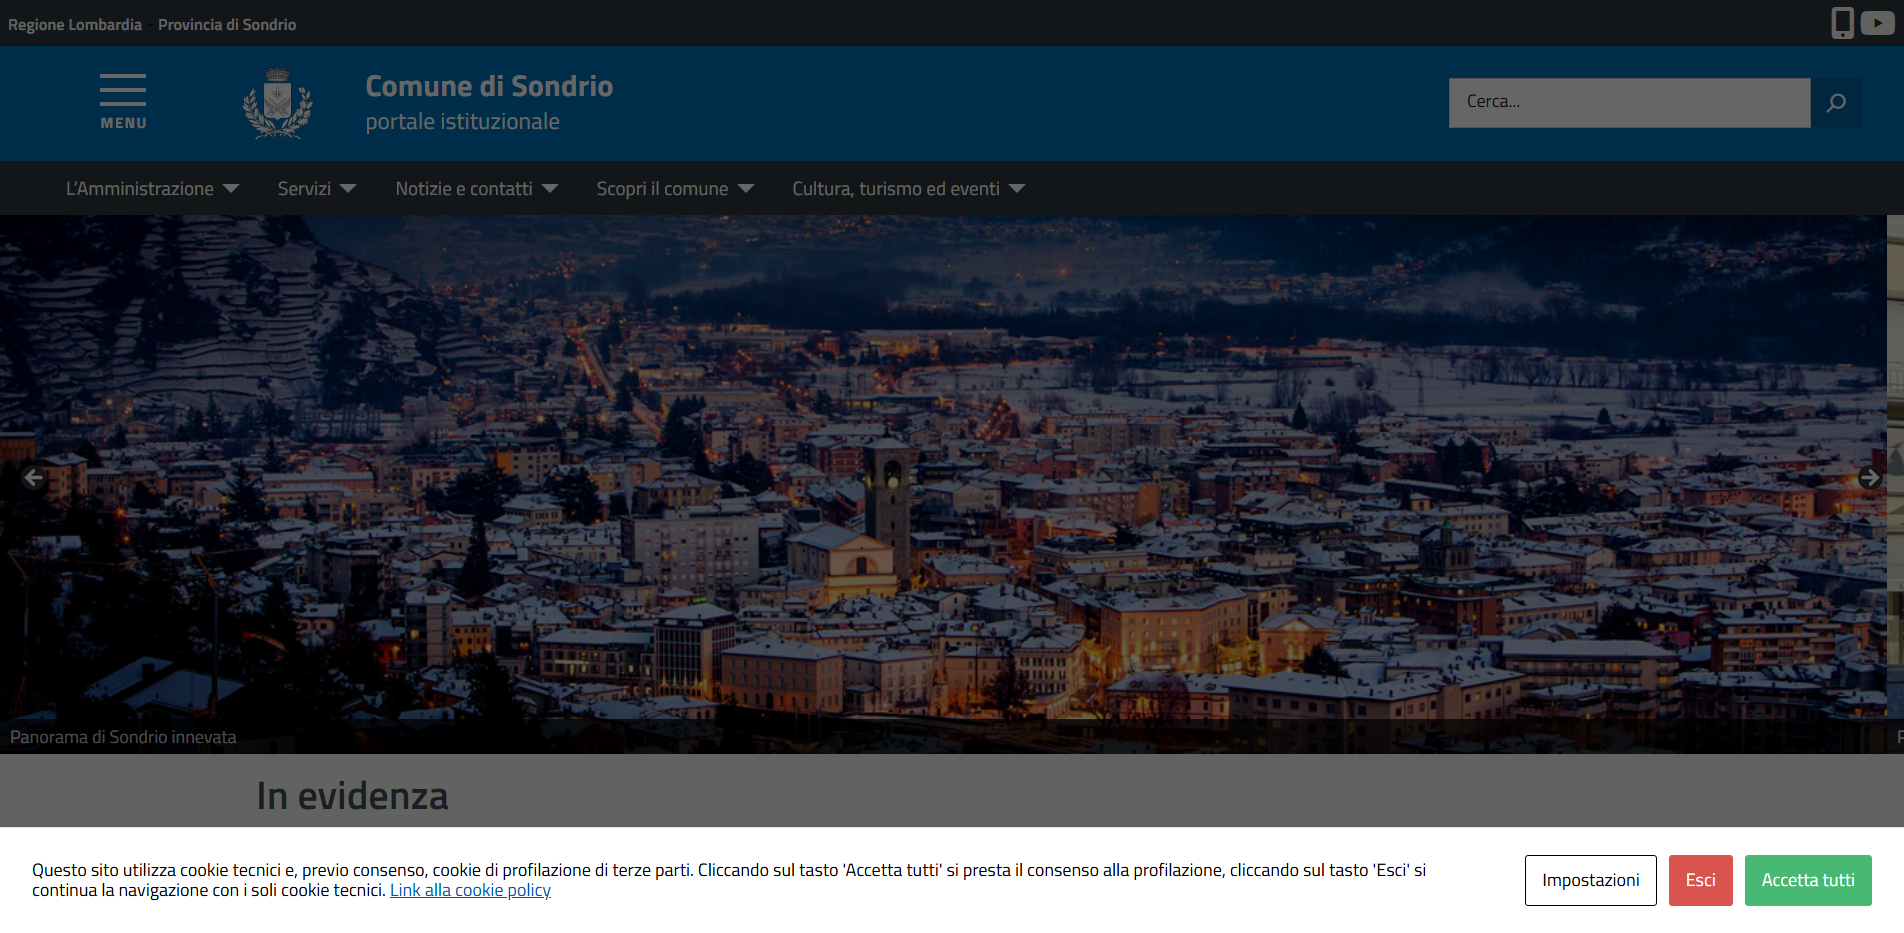 Regione Lombardia - Provincia di Sondrio
MENU
Comune di Sondrio
portale istituzionale
Cerca...
L’Amministrazione
Servizi
Notizie e contatti
Scopri il comune
Cultura, turismo ed eventi
Panorama di Sondrio innevata
In evidenza
Questo sito utilizza cookie tecnici e, previo consenso, cookie di profilazione di terze parti. Cliccando sul tasto 'Accetta tutti' si presta il consenso alla profilazione, cliccando sul tasto 'Esci' si
continua la navigazione con i soli cookie tecnici. Link alla cookie policy
Impostazioni
Esci
Accetta tutti